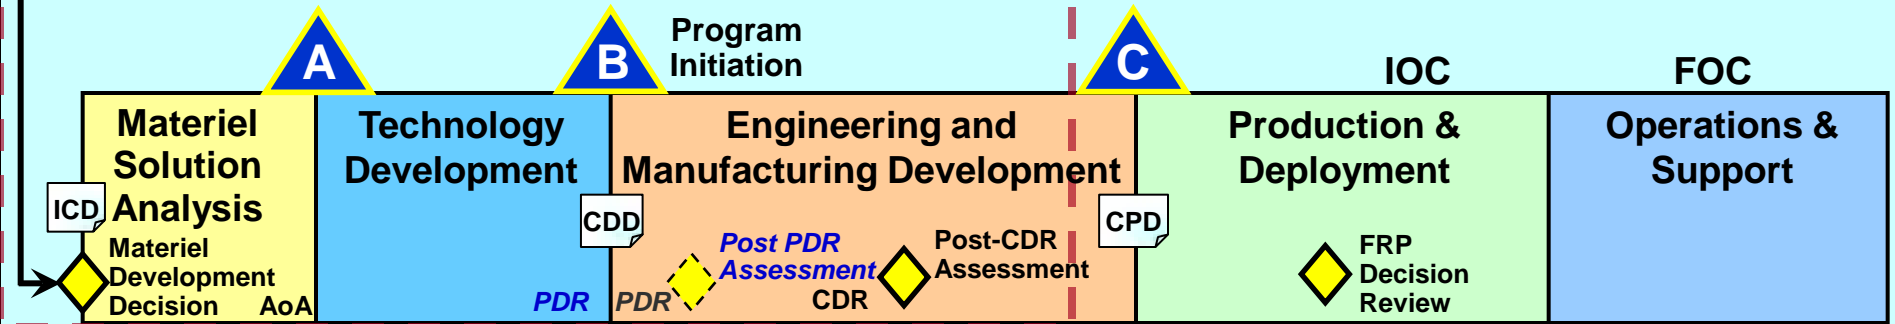 A
B
Program
Initiation
C
IOC
FOC
Materiel
Solution
Analysis
ICD
Materiel
Development
Decision
AoA
Technology
Development
PDR
CDD
Engineering and
Manufacturing Development
PDR
Post PDR
Assessment
CDR
Post-CDR
Assessment
CPD
Production &
Deployment
FRP
Decision
Review
Operations &
Support